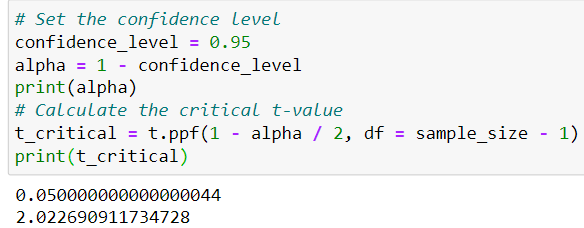 # Set the confidence level
confidence_level = 0.95
alpha = 1 - confidence_level
print(alpha)
# Calculate the critical t-value
t_critical = t.ppf(1 - alpha / 2, df = sample_size - 1)
print(t_critical)
0.050000000000000044
2.022690911734728